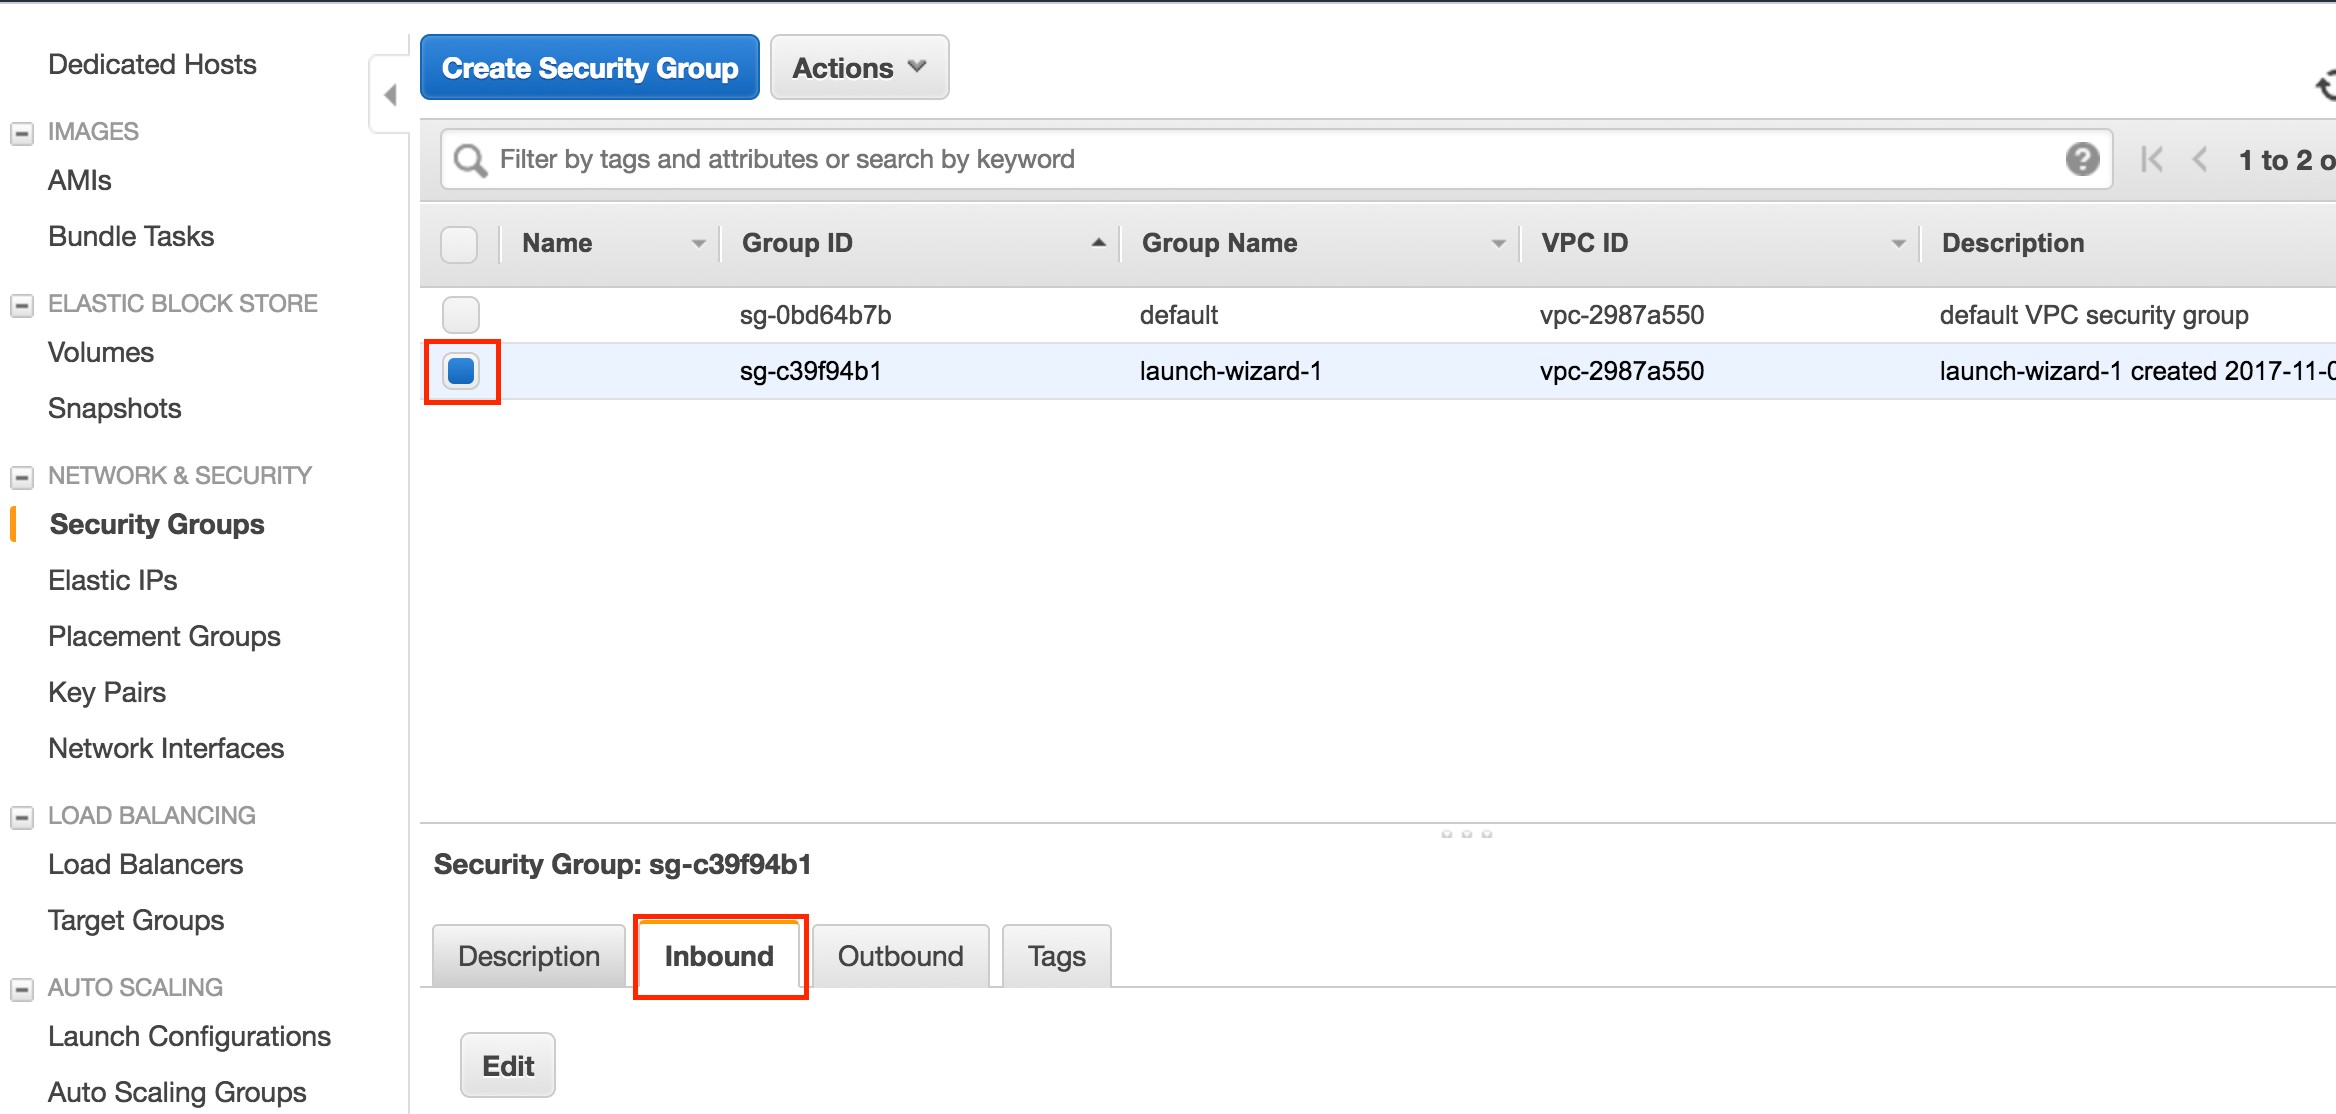 Dedicated Hosts
IMAGES
AMIs
Bundle Tasks
ELASTIC BLOCK STORE
Volumes
Snapshots
NETWORK & SECURITY
Security Groups
Elastic IPs
Placement Groups
Key Pairs
Network Interfaces
LOAD BALANCING
Load Balancers
Target Groups
AUTO SCALING
Launch Configurations
Auto Scaling Groups
Create Security Group Actions
Filter by tags and attributes or search by keyword ? 1 to 2 o
Name Group ID Group Name VPC ID Description
sg-0bd64b7b default vpc-2987a550 default VPC security group
sg-c39f94b1 launch-wizard-1 vpc-2987a550 launch-wizard-1 created 2017-11-0
Security Group: sg-c39f94b1
Description Inbound Outbound Tags
Edit